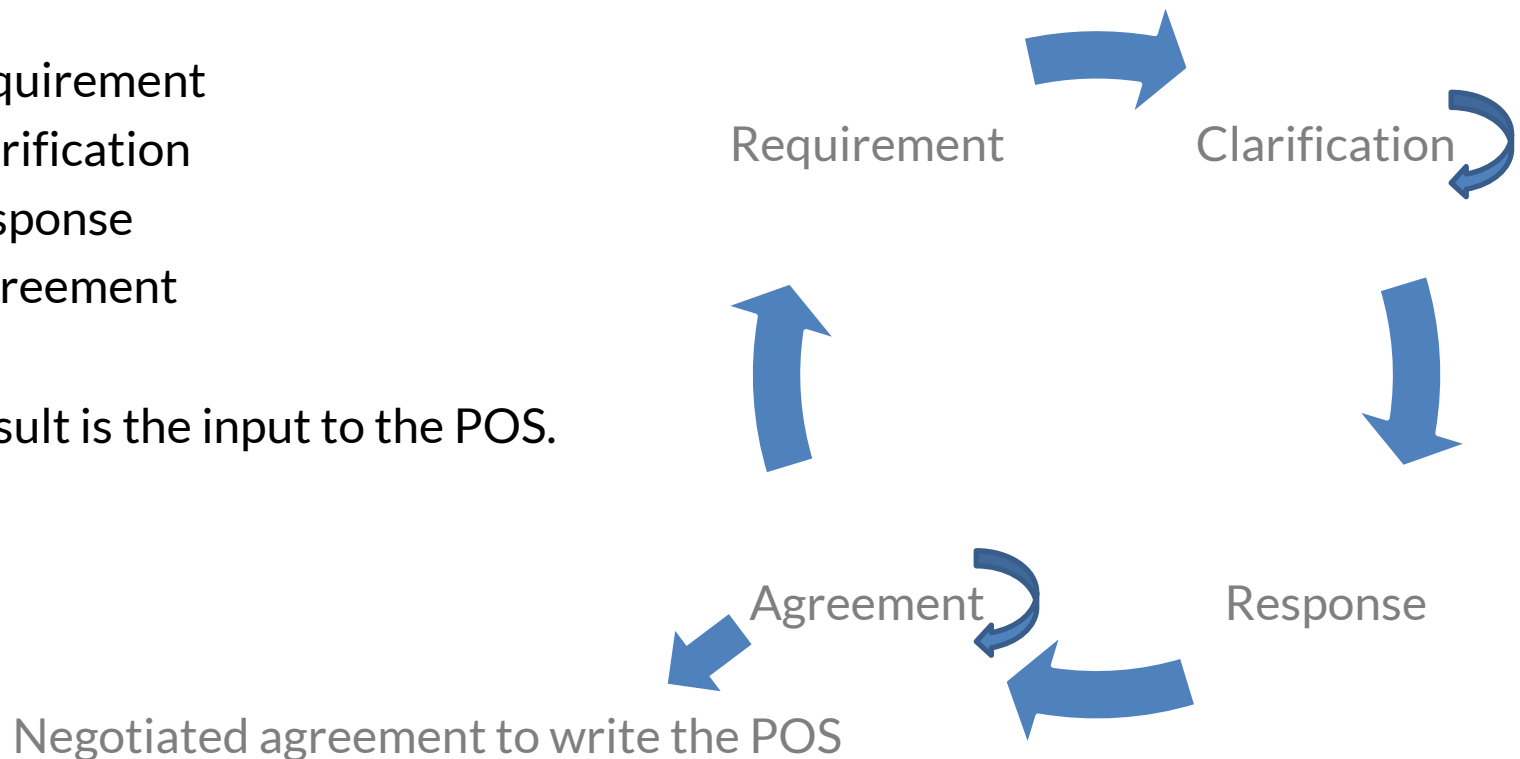 quirement
rification
sponse
reement
sult is the input to the POS.
Requirement
Clarification
Agreement
Response
Negotiated agreement to write the POS